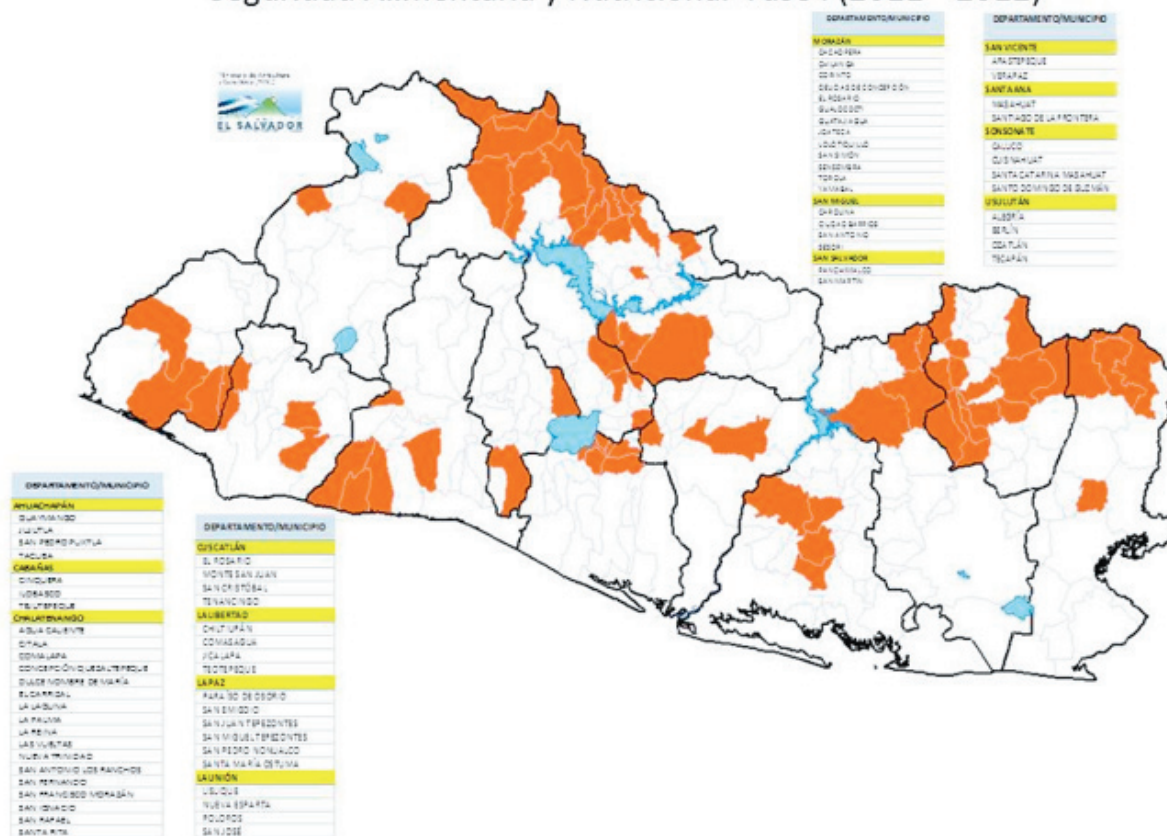 Seguridad Alimentaria y Nutricional
EL SALVADOR
DEPARTAMENTO/MUNICIPIO
MORAZÁN
CACAOPERA
CHILANGA
CORINTO
DELICIAS DE CONCEPCIÓN
EL ROSARIO
GUALOCOCTI
GUATAJIAGUA
JOATECA
LOLOTIQUILLO
SAN SIMÓN
SENSEMBRA
TOROLA
YAMABAL
SAN MIGUEL
CAROLINA
CIUDAD BARRIOS
SAN ANTONIO
SESORI
SAN SALVADOR
PANCHIMALCO
SAN MARTIN
DEPARTAMENTO/MUNICIPIO
SAN VICENTE
APASTEPEQUE
VERAPAZ
SANTA ANA
MASAHUAT
SANTIAGO DE LA FRONTERA
SONSONATE
CALUCO
CUISNAHUAT
SANTA CATARINA MASAHUAT
SANTO DOMINGO DE GUZMÁN
USULUTÁN
ALEGRÍA
BERLÍN
OZATLÁN
TECAPÁN
DEPARTAMENTO/MUNICIPIO
AHUACHAPÁN
GUAYMANGO
JUJUTLA
SAN PEDRO PUXTLA
TACUBA
CABAÑAS
CINQUERA
ILOBASCO
TEJUTEPEQUE
CHALATENANGO
AGUA CALIENTE
CITALA
COMALAPA
CONCEPCIÓN QUEZALTEPEQUE
DULCE NOMBRE DE MARÍA
EL CARRIZAL
LA LAGUNA
LA PALMA
LA REINA
LAS VUELTAS
NUEVA TRINIDAD
SAN ANTONIO LOS RANCHOS
SAN FERNANDO
SAN FRANCISCO MORAZÁN
SAN IGNACIO
SAN RAFAEL
SANTA RITA
DEPARTAMENTO/MUNICIPIO
CUSCATLÁN
EL ROSARIO
MONTE SAN JUAN
SAN CRISTÓBAL
TENANCINGO
LA LIBERTAD
CHILTIUPÁN
COMASAGUA
JICALAPA
TEOTEPEQUE
LA PAZ
PARAÍSO DE OSORIO
SAN EMIGDIO
SAN JUAN TEPEZONTES
SAN MIGUEL TEPEZONTES
SAN PEDRO NONUALCO
SANTA MARÍA OSTUMA
LA UNIÓN
LISLIQUE
NUEVA ESPARTA
POLOROS
SAN JOSÉ